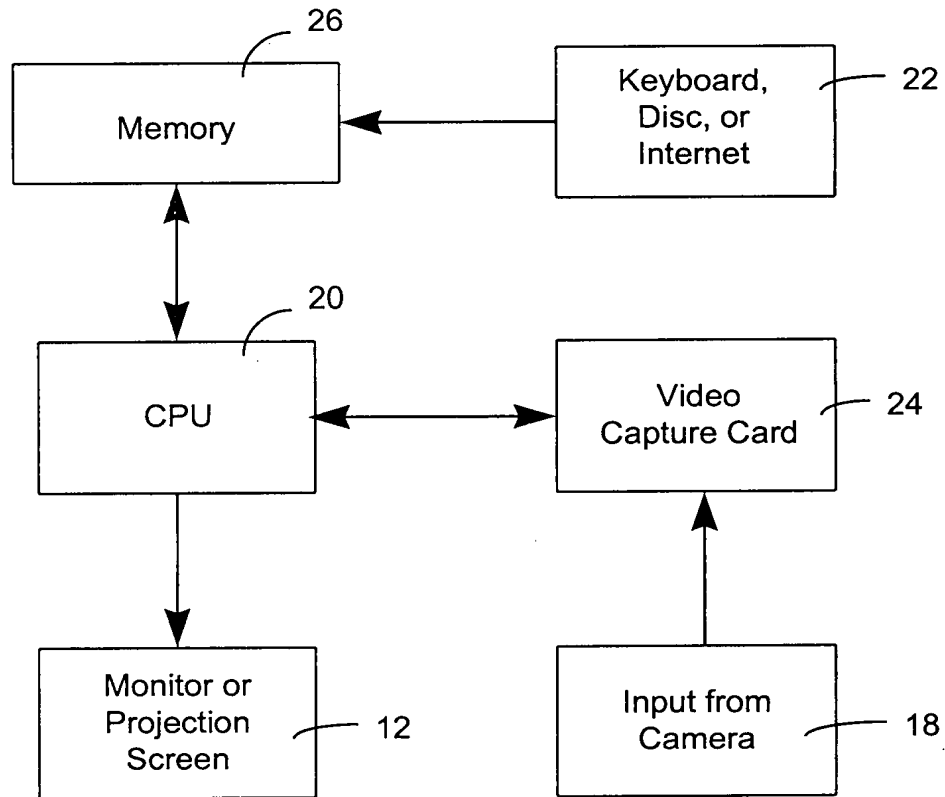 26
Memory
Keyboard,
Disc, or
Internet
22
20
CPU
Video
Capture Card
24
Monitor or
Projection
Screen
12
Input from
Camera
18